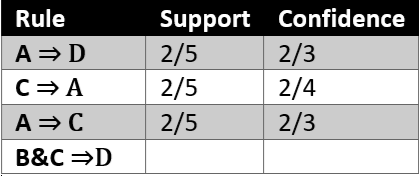 Rule Support Confidence
A ⇒ D 2/5 2/3
C ⇒ A 2/5 2/4
A ⇒ C 2/5 2/3
B&C ⇒D